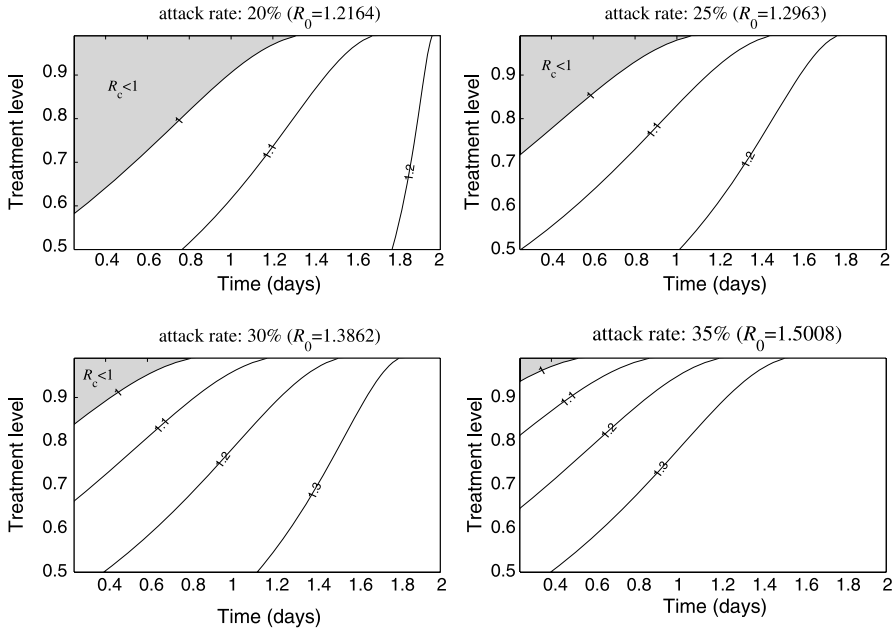 attack rate: 20% (R0=1.2164)
Treatment level
0.9
0.8
0.7
0.6
0.5
Rc<1
1
1.1
1.2
0.4 0.6 0.8 1 1.2 1.4 1.6 1.8 2
Time (days)
attack rate: 25% (R0=1.2963)
Treatment level
0.9
0.8
0.7
0.6
0.5
Rc<1
1
1.1
1.2
0.4 0.6 0.8 1 1.2 1.4 1.6 1.8 2
Time (days)
attack rate: 30% (R0=1.3862)
Treatment level
0.9
0.8
0.7
0.6
0.5
Rc<1
1
1.1
1.2
1.3
0.4 0.6 0.8 1 1.2 1.4 1.6 1.8 2
Time (days)
attack rate: 35% (R0=1.5008)
Treatment level
0.9
0.8
0.7
0.6
0.5
1
1.1
1.2
1.3
0.4 0.6 0.8 1 1.2 1.4 1.6 1.8 2
Time (days)